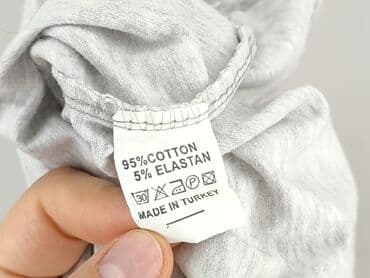 95%COTTON
5% ELASTAN
30 P
MADE IN TURKEY